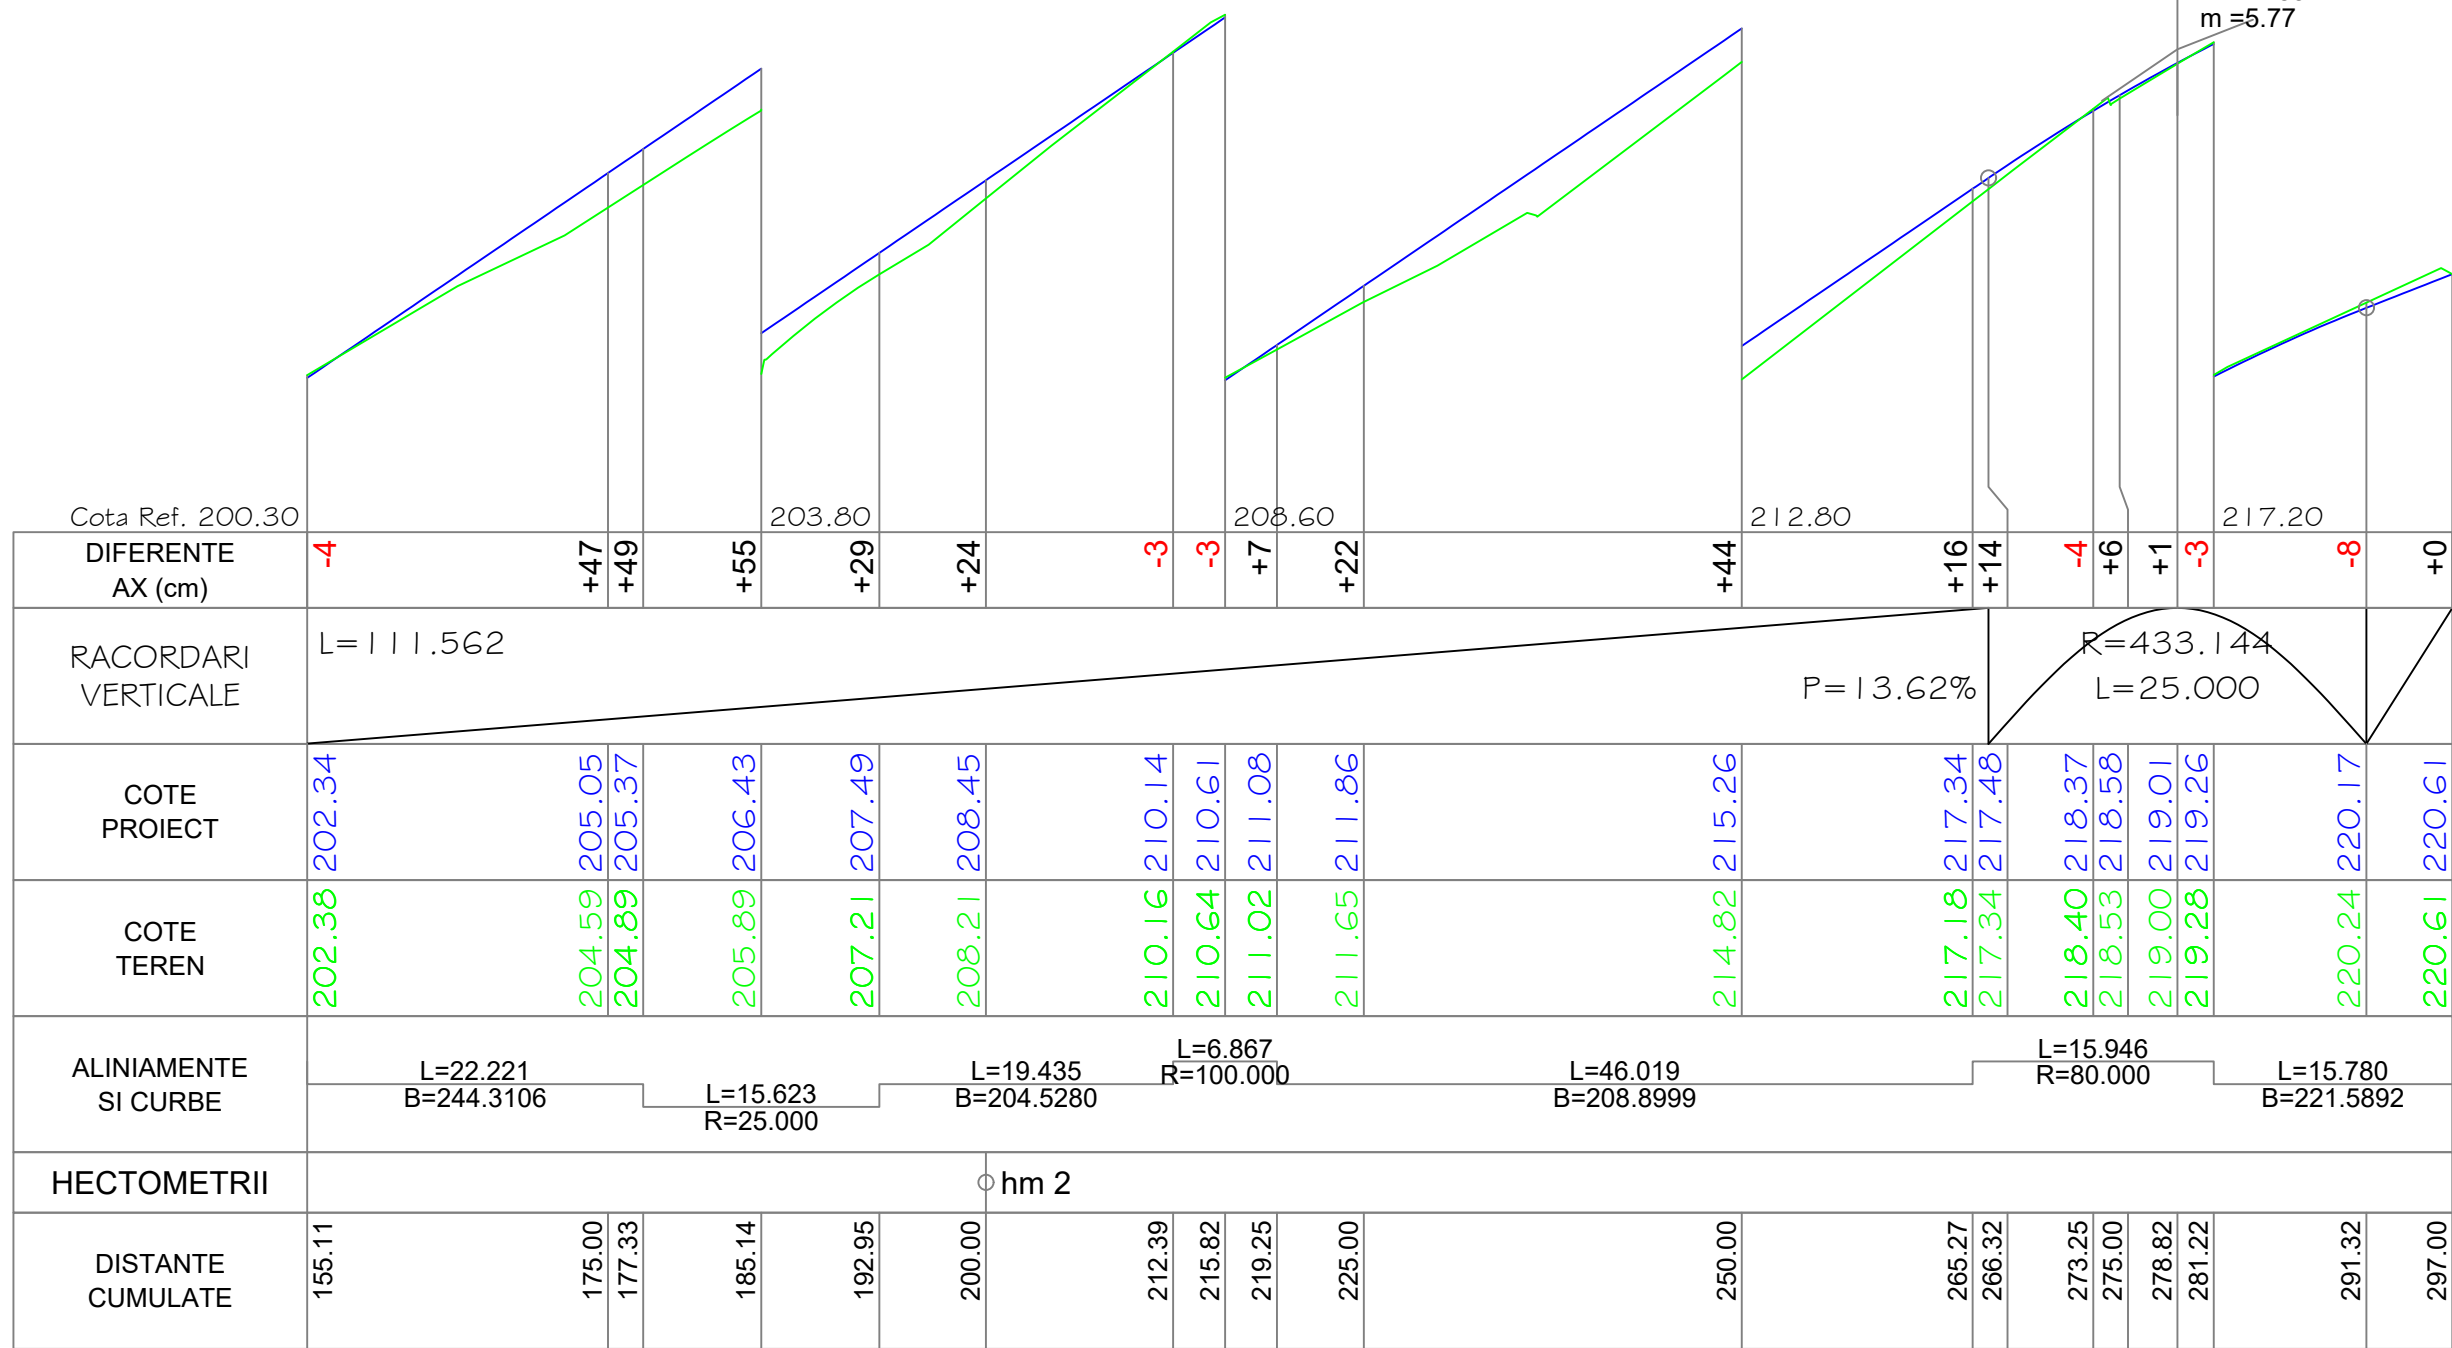 m =5.77
Cota Ref. 200.30
203.80
208.60
212.80
217.20
DIFERENTE
AX (cm)
-4
+47
+49
+55
+29
+24
-3
-3
+7
+22
+44
+16
+14
-4
+6
+1
-3
-8
+0
RACORDARI
VERTICALE
L=111.562
P=13.62%
R=433.144
L=25.000
COTE
PROIECT
202.34
205.05
205.37
206.43
207.49
208.45
210.14
210.61
211.08
211.86
215.26
217.34
217.48
218.37
218.58
219.01
219.26
220.17
220.61
COTE
TEREN
202.38
204.59
204.89
205.89
207.21
208.21
210.16
210.64
211.02
211.65
214.82
217.18
217.34
218.40
218.53
219.00
219.28
220.24
220.61
ALINIAMENTE
SI CURBE
L=22.221
B=244.3106
L=15.623
R=25.000
L=19.435
B=204.5280
L=6.867
R=100.000
L=46.019
B=208.8999
L=15.946
R=80.000
L=15.780
B=221.5892
HECTOMETRII
hm 2
DISTANTE
CUMULATE
155.11
175.00
177.33
185.14
192.95
200.00
212.39
215.82
219.25
225.00
250.00
265.27
266.32
273.25
275.00
278.82
281.22
291.32
297.00